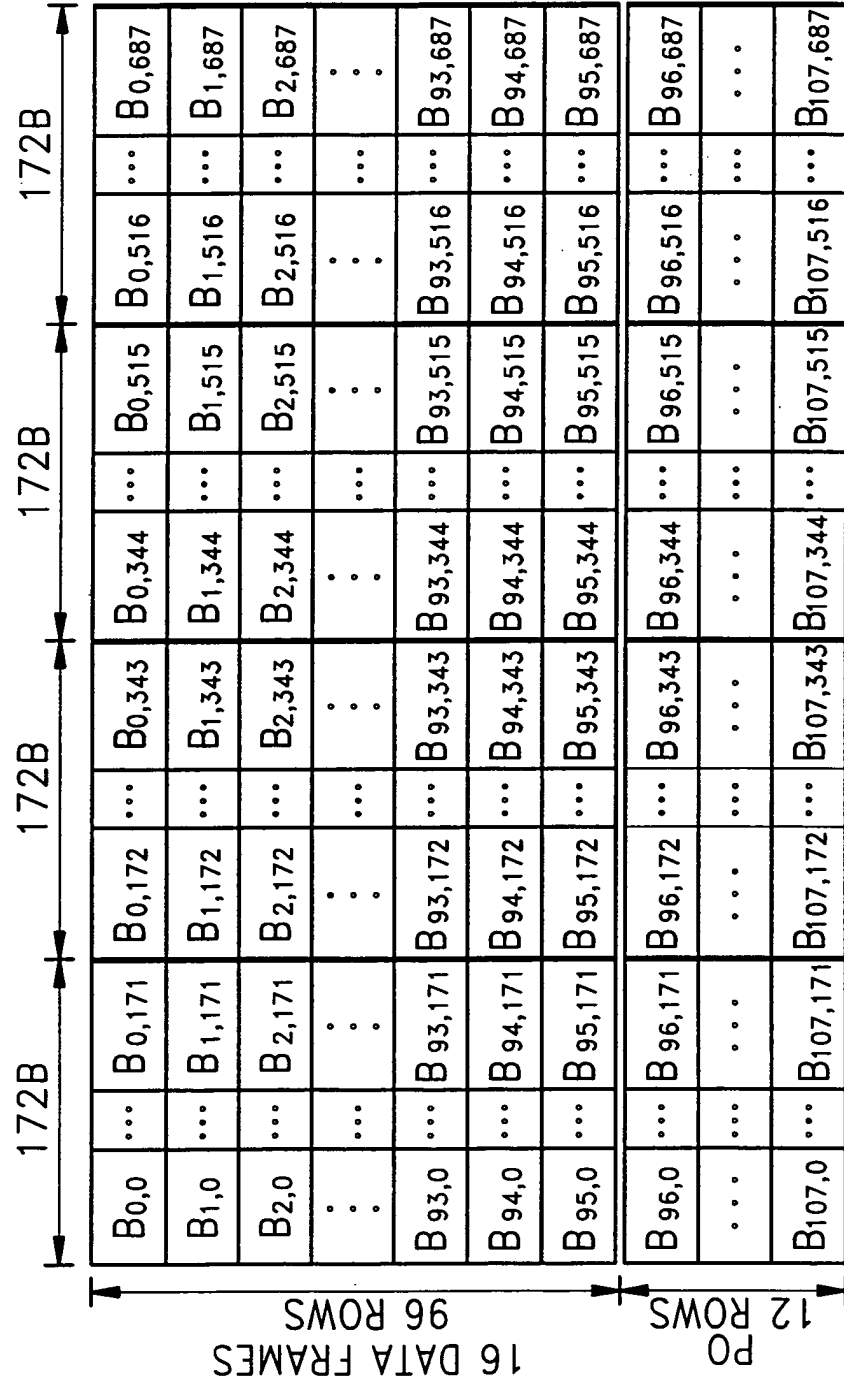 172B 172B 172B 172B
B0,0 ... B0,171 B0,172 ... B0,343 B0,344 ... B0,515 B0,516 ... B0,687
B1,0 ... B1,171 B1,172 ... B1,343 B1,344 ... B1,515 B1,516 ... B1,687
B2,0 ... B2,171 B2,172 ... B2,343 B2,344 ... B2,515 B2,516 ... B2,687
... ... ... ... ... ... ... ... ... ... ... ...
B93,0 ... B93,171 B93,172 ... B93,343 B93,344 ... B93,515 B93,516 ... B93,687
B94,0 ... B94,171 B94,172 ... B94,343 B94,344 ... B94,515 B94,516 ... B94,687
B95,0 ... B95,171 B95,172 ... B95,343 B95,344 ... B95,515 B95,516 ... B95,687
B96,0 ... B96,171 B96,172 ... B96,343 B96,344 ... B96,515 B96,516 ... B96,687
... ... ... ... ... ... ... ... ... ... ... ...
B107,0 ... B107,171 B107,172 ... B107,343 B107,344 ... B107,515 B107,516 ... B107,687
16 DATA FRAMES
96 ROWS
PO
12 ROWS